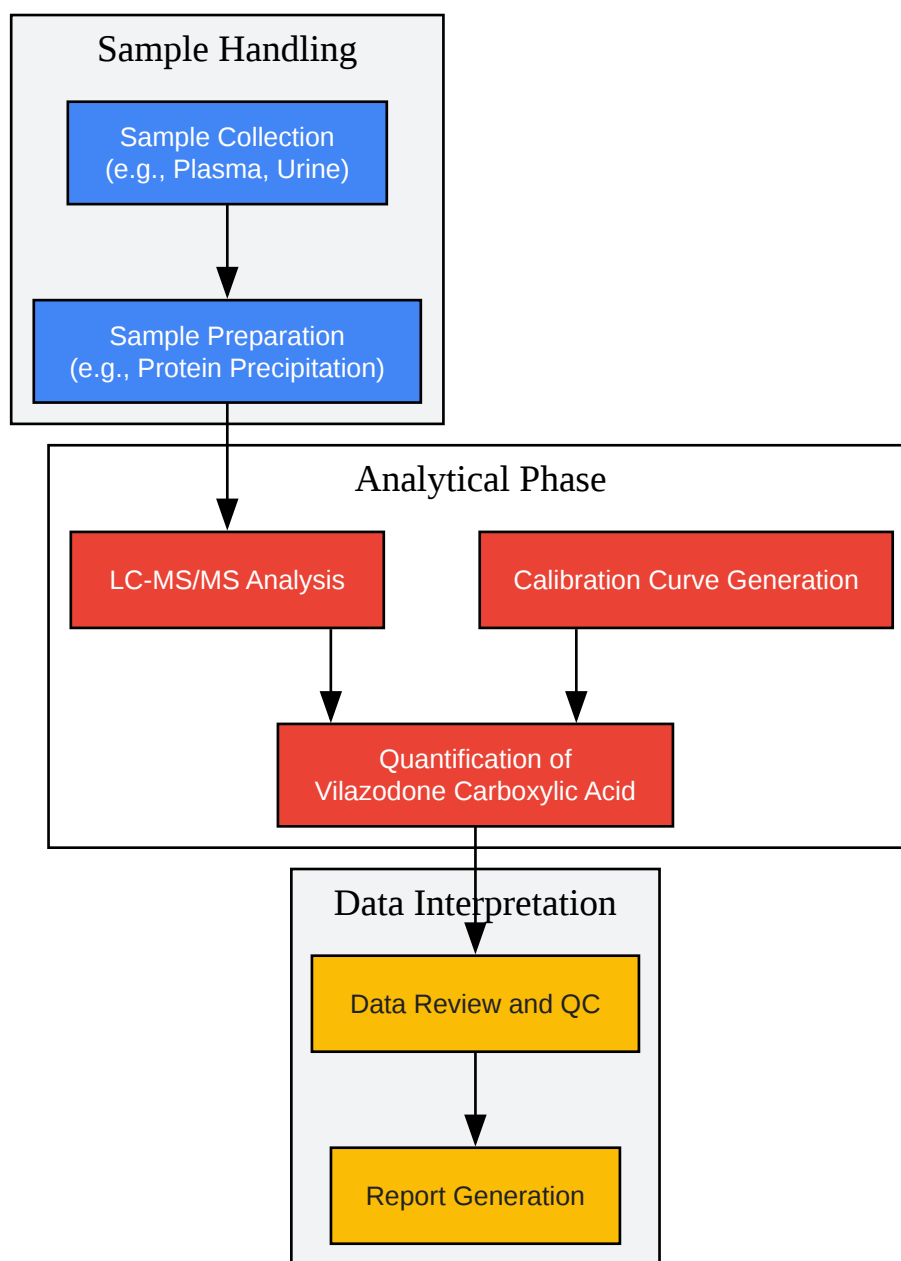 Sample Handling
Sample Collection
(e.g., Plasma, Urine)
Sample Preparation
(e.g., Protein Precipitation)
Analytical Phase
LC-MS/MS Analysis
Calibration Curve Generation
Quantification of
Vilazodone Carboxylic Acid
Data Interpretation
Data Review and QC
Report Generation